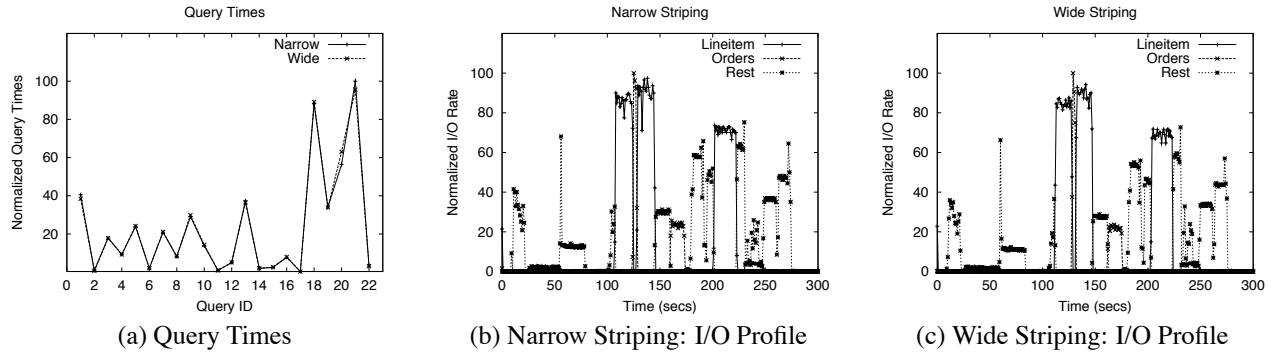 Query Times
Normalized Query Times
100
80
60
40
20
0 2 4 6 8 10 12 14 16 18 20 22
Query ID
Narrow
Wide
(a) Query Times
Narrow Striping
Normalized I/O Rate
120
100
80
60
40
20
0
0 50 100 150 200 250 300
Time (secs)
Lineitem
Orders
Rest
(b) Narrow Striping: I/O Profile
Wide Striping
Normalized I/O Rate
120
100
80
60
40
20
0
0 50 100 150 200 250 300
Time (secs)
Lineitem
Orders
Rest
(c) Wide Striping: I/O Profile